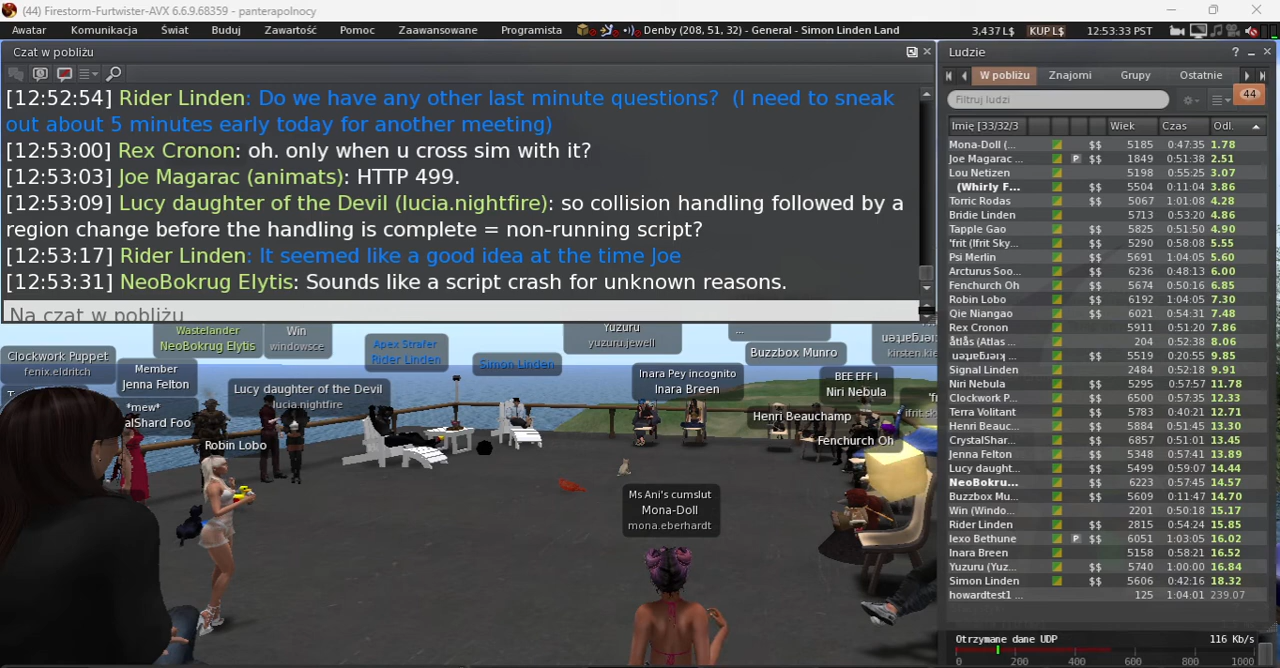 (44) Firestorm-Furtwister-AVX 6.6.9.68359 - panterapolnocy
Awatar Komunikacja Świat Buduj Zawartość Pomoc Zaawansowane Programista Denby (208, 51, 32) - General - Simon Linden Land 3,437 L$ KUP L$ 12:53:33 PST
Czat w pobliżu
[12:52:54] Rider Linden: Do we have any other last minute questions? (I need to sneak
out about 5 minutes early today for another meeting)
[12:53:00] Rex Cronon: oh. only when u cross sim with it?
[12:53:03] Joe Magarac (animats): HTTP 499.
[12:53:09] Lucy daughter of the Devil (lucia.nightfire): so collision handling followed by a
region change before the handling is complete = non-running script?
[12:53:17] Rider Linden: It seemed like a good idea at the time Joe
[12:53:31] NeoBokrug Elytis: Sounds like a script crash for unknown reasons.
Na czat w pobliżu
Wastelander
NeoBokrug Elytis
Win
windowsce
Apex Strafer
Rider Linden
Simon Linden
Yuzuru
yuzuru.jewell
...
Buzzbox Munro
kirsten.kie
Clockwork Puppet
fenix.eldritch
Member
Jenna Felton
Lucy daughter of the Devil
lucia.nightfire
Inara Pey incognito
Inara Breen
BEE EFF I
Niri Nebula
*mew*
alShard Foo
Robin Lobo
Henri Beauchamp
Fenchurch Oh
ifrit.sk
Ms Ani's cumslut
Mona-Doll
mona.eberhardt
Ludzie
? _ ×
W pobliżu Znajomi Grupy Ostatnie
Filtruj ludzi
44
Imię [33/32/3 Wiek Czas Odl.
Mona-Doll (... $$ 5185 0:47:35 1.78
Joe Magarac ... P $$ 1849 0:51:38 2.51
Lou Netizen 5198 0:55:25 3.07
(Whirly F... $$ 5504 0:11:04 3.86
Torric Rodas $$ 5067 1:01:08 4.28
Bridie Linden 5713 0:53:20 4.86
Tapple Gao $$ 5825 0:51:50 4.90
'frit (Ifrit Sky... $$ 5290 0:58:08 5.55
Psi Merlin $$ 5691 1:04:05 5.60
Arcturus Soo... $$ 6236 0:48:13 6.00
Fenchurch Oh $$ 5674 0:50:16 6.85
Robin Lobo $$ 6192 1:04:05 7.30
Qie Niangao $$ 6021 0:54:31 7.48
Rex Cronon 5911 0:51:20 7.86
åtlås (Atlas ... 204 0:52:38 8.06
$$ 5519 0:20:55 9.85
Signal Linden 2484 0:52:18 9.91
Niri Nebula $$ 5295 0:57:57 11.78
Clockwork P... $$ 6500 0:57:35 12.33
Terra Volitant $$ 5783 0:40:21 12.71
Henri Beauc... $$ 5884 0:51:45 13.30
CrystalShar... $$ 6857 0:51:01 13.45
Jenna Felton $$ 5348 0:57:41 13.89
Lucy daught... $$ 5499 0:59:07 14.44
NeoBokru... $$ 6223 0:57:45 14.57
Buzzbox Mu... $$ 5609 0:11:47 14.70
Win (Windo... 2201 0:50:18 15.17
Rider Linden $$ 2815 0:54:24 15.85
Iexo Bethune P $$ 6051 1:03:05 16.02
Inara Breen 5158 0:58:21 16.52
Yuzuru (Yuz... $$ 5740 1:00:00 16.84
Simon Linden $$ 5606 0:42:16 18.32
howardtest1 ... 125 1:04:01 239.07
Otrzymane dane UDP 116 Kb/s
0 200 400 600 800 1000